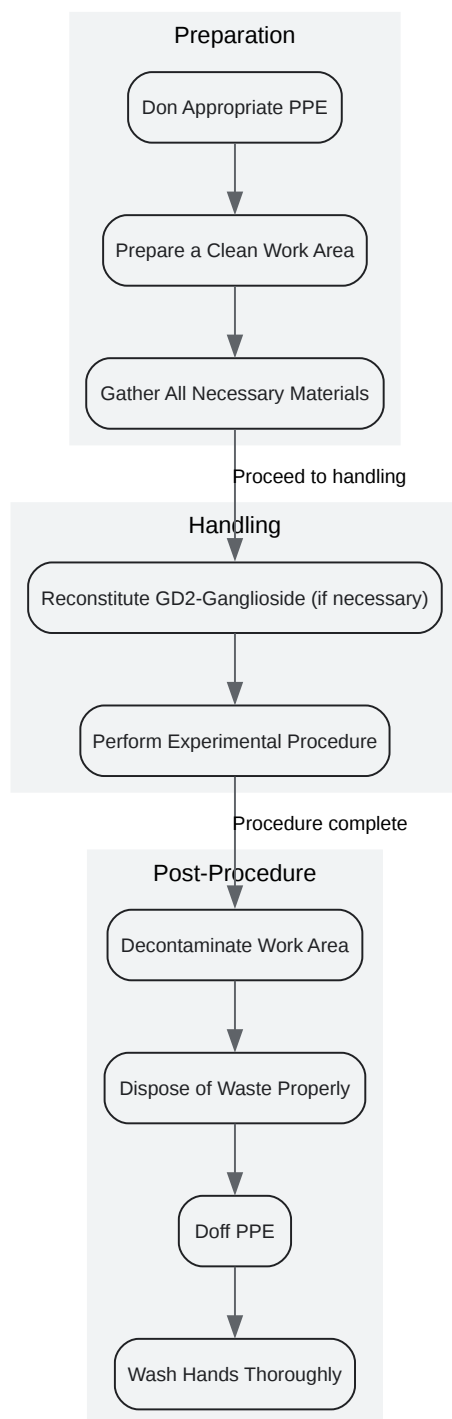 Preparation
Don Appropriate PPE
Prepare a Clean Work Area
Gather All Necessary Materials
Proceed to handling
Handling
Reconstitute GD2-Ganglioside (if necessary)
Perform Experimental Procedure
Procedure complete
Post-Procedure
Decontaminate Work Area
Dispose of Waste Properly
Doff PPE
Wash Hands Thoroughly